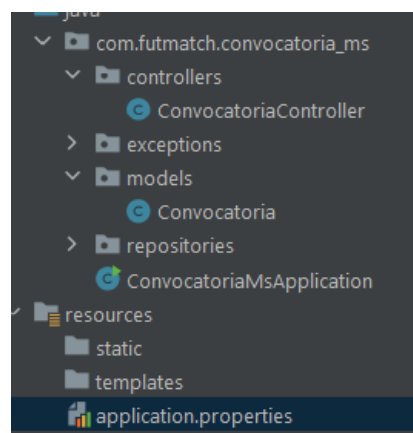 java
com.futmatch.convocatoria_ms
controllers
ConvocatoriaController
exceptions
models
Convocatoria
repositories
ConvocatoriaMsApplication
resources
static
templates
application.properties